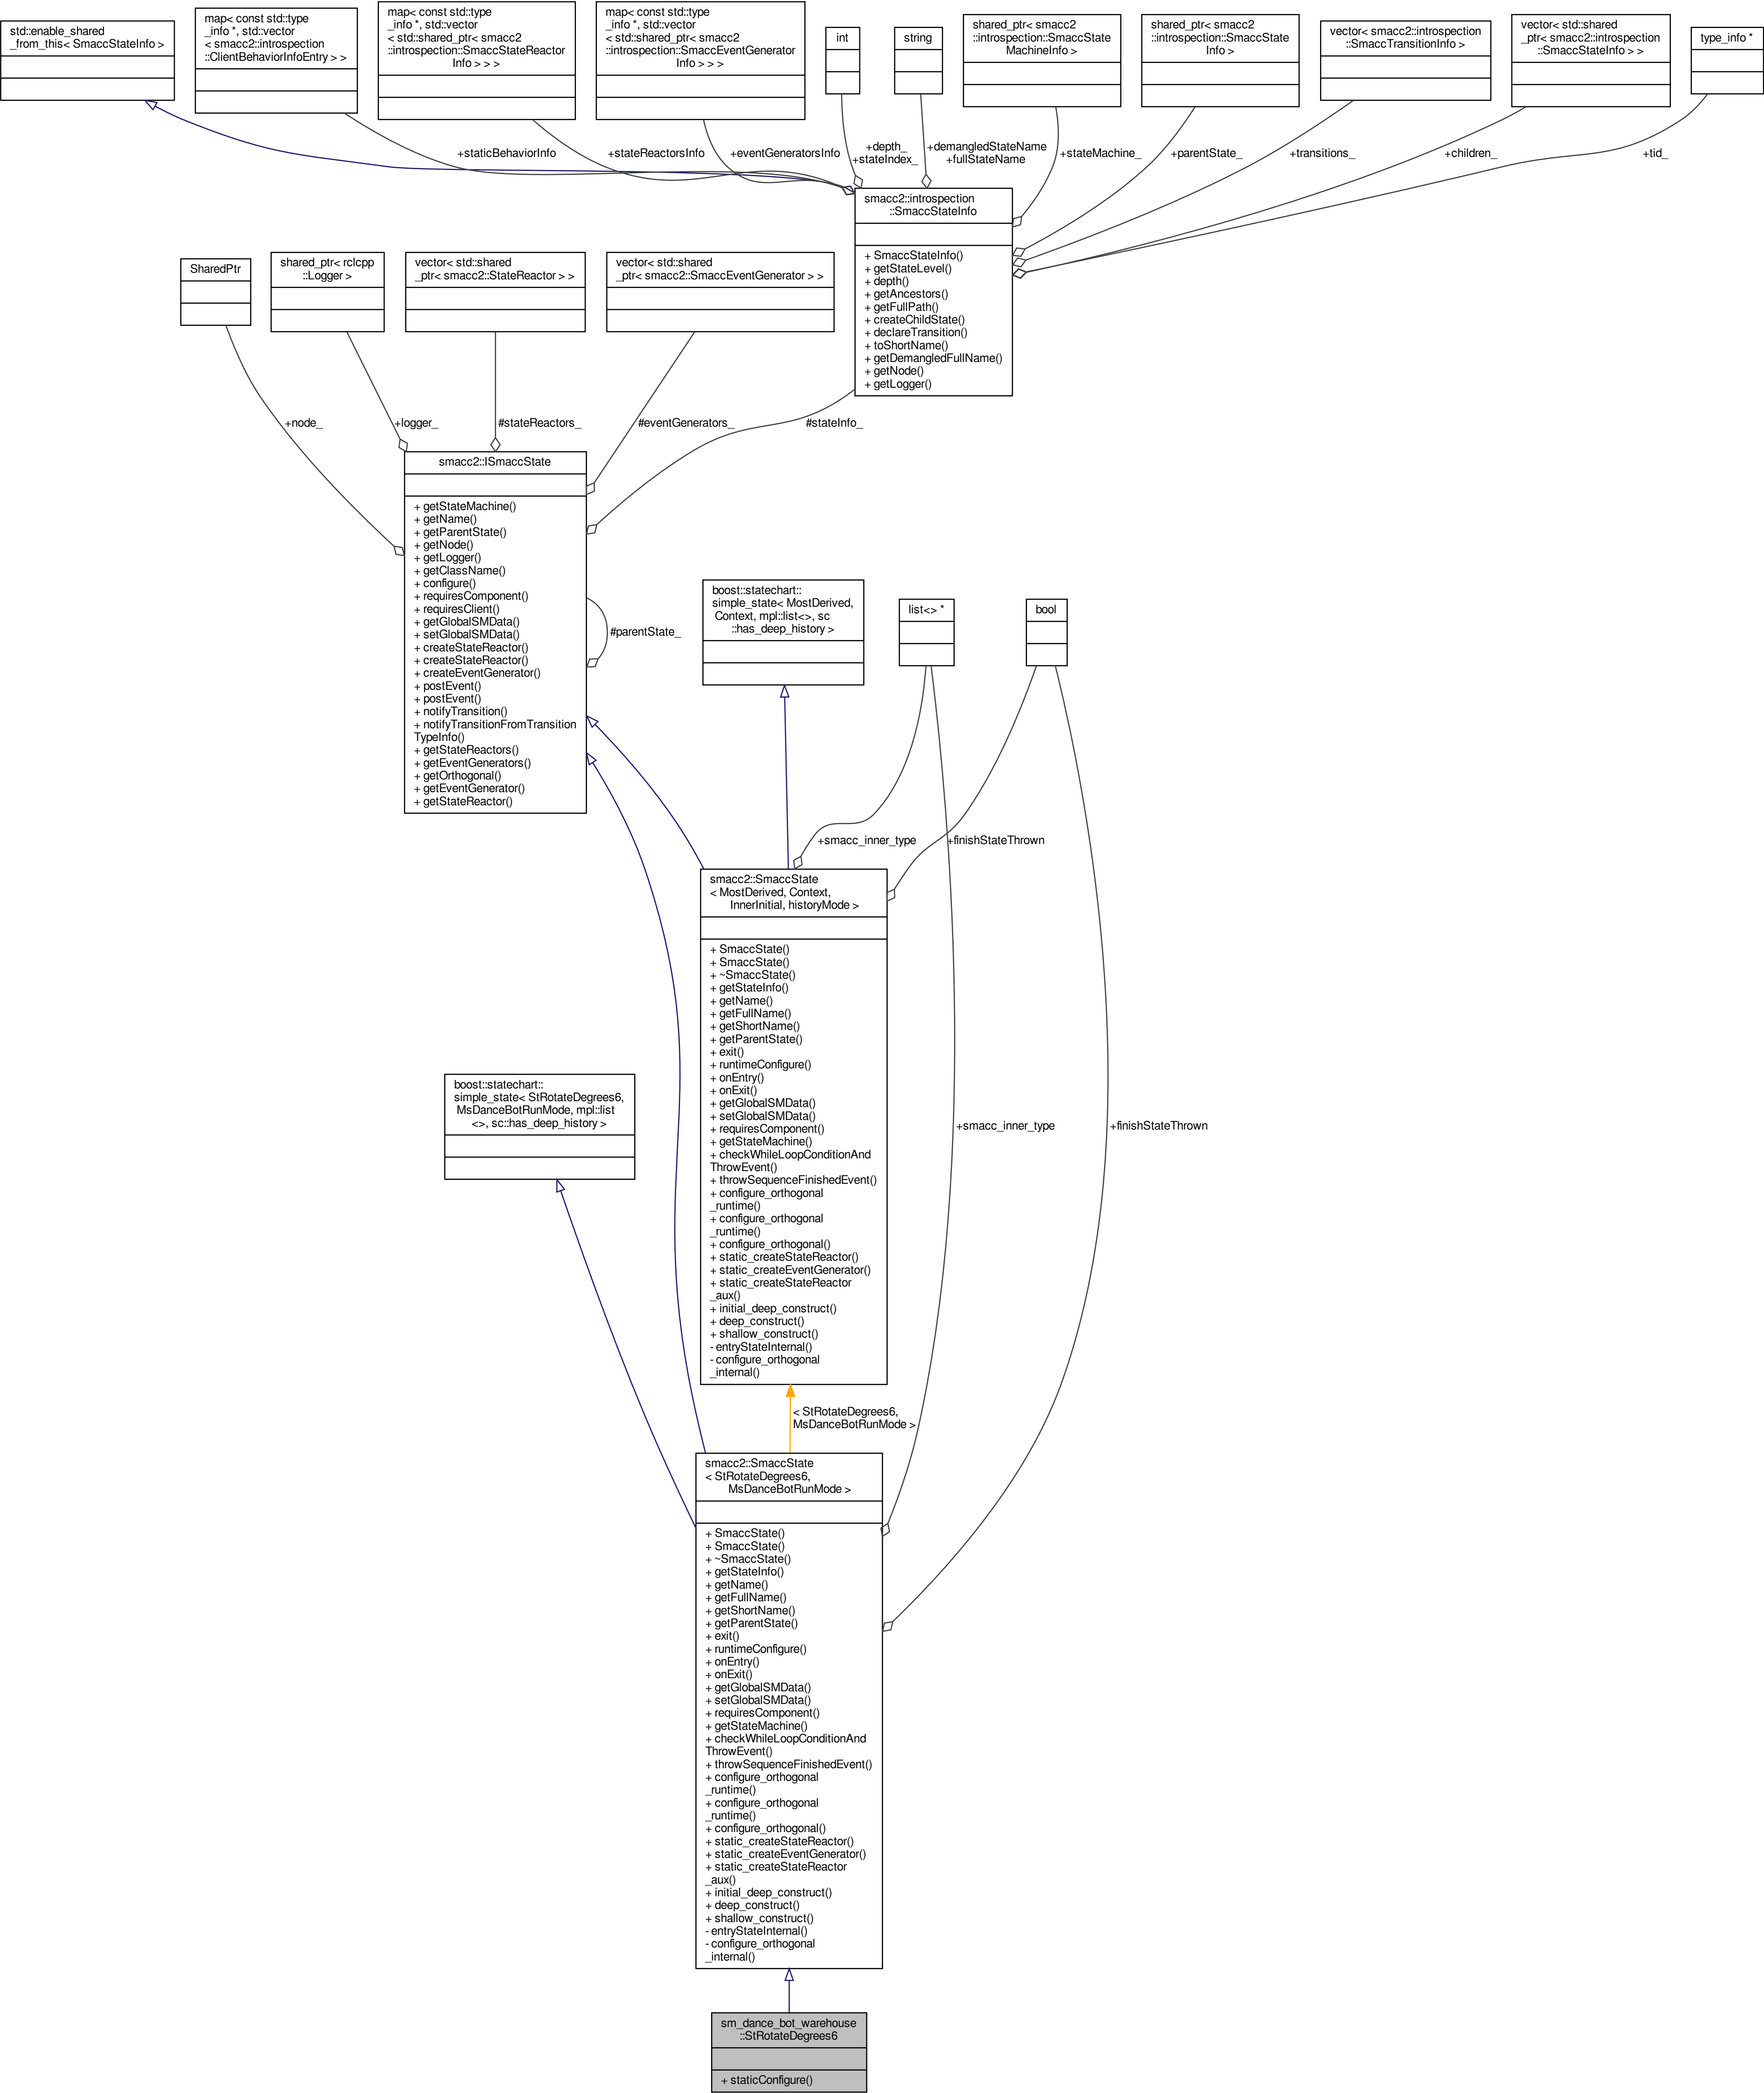 std::enable_shared
_from_this< SmaccStateInfo >
map< const std::type
_info *, std::vector
< smacc2::introspection
::ClientBehaviorInfoEntry > >
map< const std::type
_info *, std::vector
< std::shared_ptr< smacc2
::introspection::SmaccStateReactor
Info > > >
map< const std::type
_info *, std::vector
< std::shared_ptr< smacc2
::introspection::SmaccEventGenerator
Info > > >
int
string
shared_ptr< smacc2
::introspection::SmaccState
MachineInfo >
shared_ptr< smacc2
::introspection::SmaccState
Info >
vector< smacc2::introspection
::SmaccTransitionInfo >
vector< std::shared
_ptr< smacc2::introspection
::SmaccStateInfo > >
type_info *
+staticBehaviorInfo
+stateReactorsInfo
+eventGeneratorsInfo
+depth_
+stateIndex_
+demangledStateName
+fullStateName
+stateMachine_
+parentState_
+transitions_
+children_
+tid_
smacc2::introspection
::SmaccStateInfo
+ SmaccStateInfo()
+ getStateLevel()
+ depth()
+ getAncestors()
+ getFullPath()
+ createChildState()
+ declareTransition()
+ toShortName()
+ getDemangledFullName()
+ getNode()
+ getLogger()
SharedPtr
shared_ptr< rclcpp
::Logger >
vector< std::shared
_ptr< smacc2::StateReactor > >
vector< std::shared
_ptr< smacc2::SmaccEventGenerator > >
+node_
+logger_
#stateReactors_
#eventGenerators_
#stateInfo_
smacc2::ISmaccState
+ getStateMachine()
+ getName()
+ getParentState()
+ getNode()
+ getLogger()
+ getClassName()
+ configure()
+ requiresComponent()
+ requiresClient()
+ getGlobalSMData()
+ setGlobalSMData()
+ createStateReactor()
+ createStateReactor()
+ createEventGenerator()
+ postEvent()
+ postEvent()
+ notifyTransition()
+ notifyTransitionFromTransition
TypeInfo()
+ getStateReactors()
+ getEventGenerators()
+ getOrthogonal()
+ getEventGenerator()
+ getStateReactor()
#parentState_
boost::statechart::
simple_state< MostDerived,
Context, mpl::list<>, sc
::has_deep_history >
list<> *
bool
+smacc_inner_type
+finishStateThrown
smacc2::SmaccState
< MostDerived, Context,
InnerInitial, historyMode >
+ SmaccState()
+ SmaccState()
+ ~SmaccState()
+ getStateInfo()
+ getName()
+ getFullName()
+ getShortName()
+ getParentState()
+ exit()
+ runtimeConfigure()
+ onEntry()
+ onExit()
+ getGlobalSMData()
+ setGlobalSMData()
+ requiresComponent()
+ getStateMachine()
+ checkWhileLoopConditionAnd
ThrowEvent()
+ throwSequenceFinishedEvent()
+ configure_orthogonal
_runtime()
+ configure_orthogonal
_runtime()
+ configure_orthogonal()
+ static_createStateReactor()
+ static_createEventGenerator()
+ static_createStateReactor
_aux()
+ initial_deep_construct()
+ deep_construct()
+ shallow_construct()
- entryStateInternal()
- configure_orthogonal
_internal()
boost::statechart::
simple_state< StRotateDegrees6,
MsDanceBotRunMode, mpl::list
<>, sc::has_deep_history >
+smacc_inner_type
+finishStateThrown
< StRotateDegrees6,
MsDanceBotRunMode >
smacc2::SmaccState
< StRotateDegrees6,
MsDanceBotRunMode >
+ SmaccState()
+ SmaccState()
+ ~SmaccState()
+ getStateInfo()
+ getName()
+ getFullName()
+ getShortName()
+ getParentState()
+ exit()
+ runtimeConfigure()
+ onEntry()
+ onExit()
+ getGlobalSMData()
+ setGlobalSMData()
+ requiresComponent()
+ getStateMachine()
+ checkWhileLoopConditionAnd
ThrowEvent()
+ throwSequenceFinishedEvent()
+ configure_orthogonal
_runtime()
+ configure_orthogonal
_runtime()
+ configure_orthogonal()
+ static_createStateReactor()
+ static_createEventGenerator()
+ static_createStateReactor
_aux()
+ initial_deep_construct()
+ deep_construct()
+ shallow_construct()
- entryStateInternal()
- configure_orthogonal
_internal()
sm_dance_bot_warehouse
::StRotateDegrees6
+ staticConfigure()